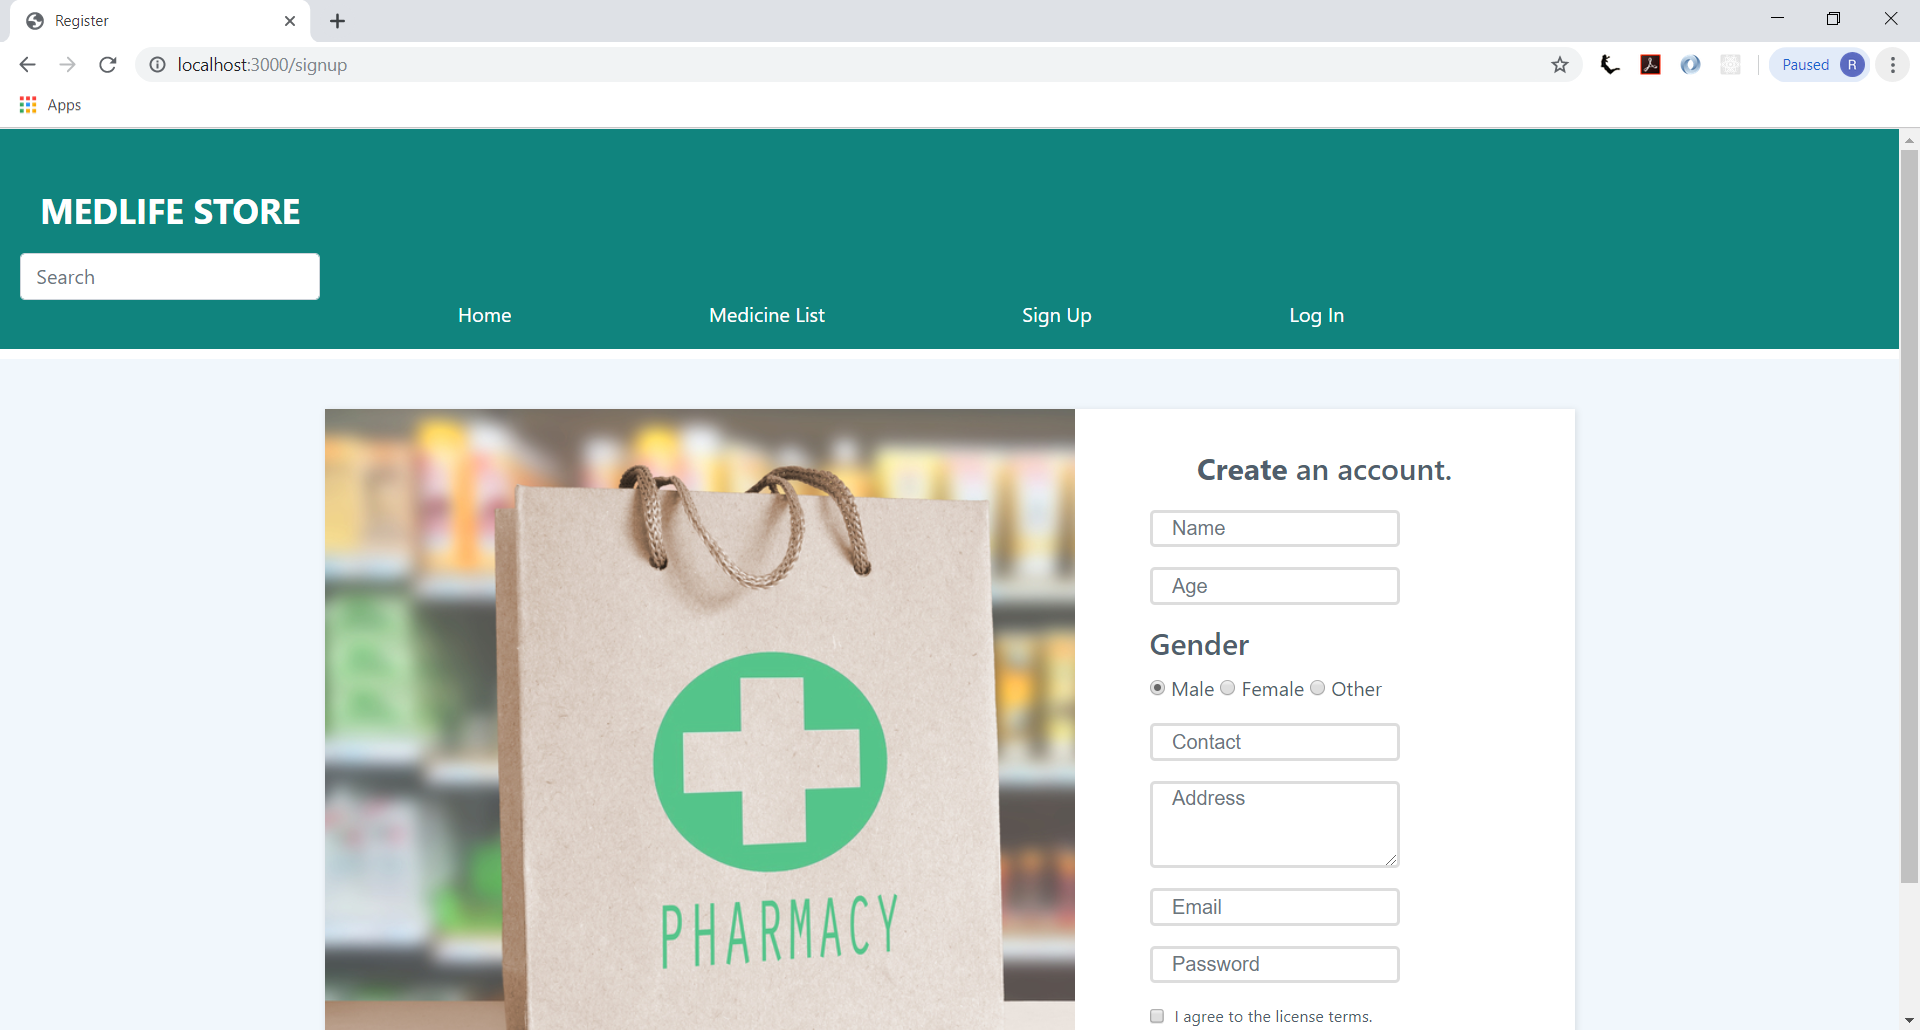 Register
localhost:3000/signup
Paused R
Apps
MEDLIFE STORE
Search
Home Medicine List Sign Up Log In
Create an account.
Name
Age
Gender
Male Female Other
Contact
Address
Email
Password
I agree to the license terms.
PHARMACY